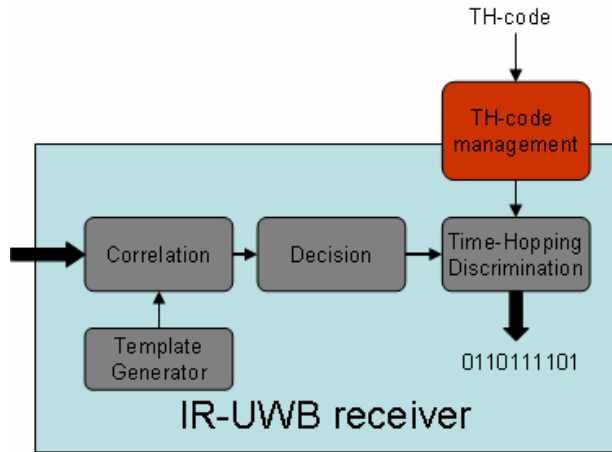 TH-code
TH-code
management
Correlation
Decision
Time-Hopping
Discrimination
Template
Generator
0110111101
IR-UWB receiver